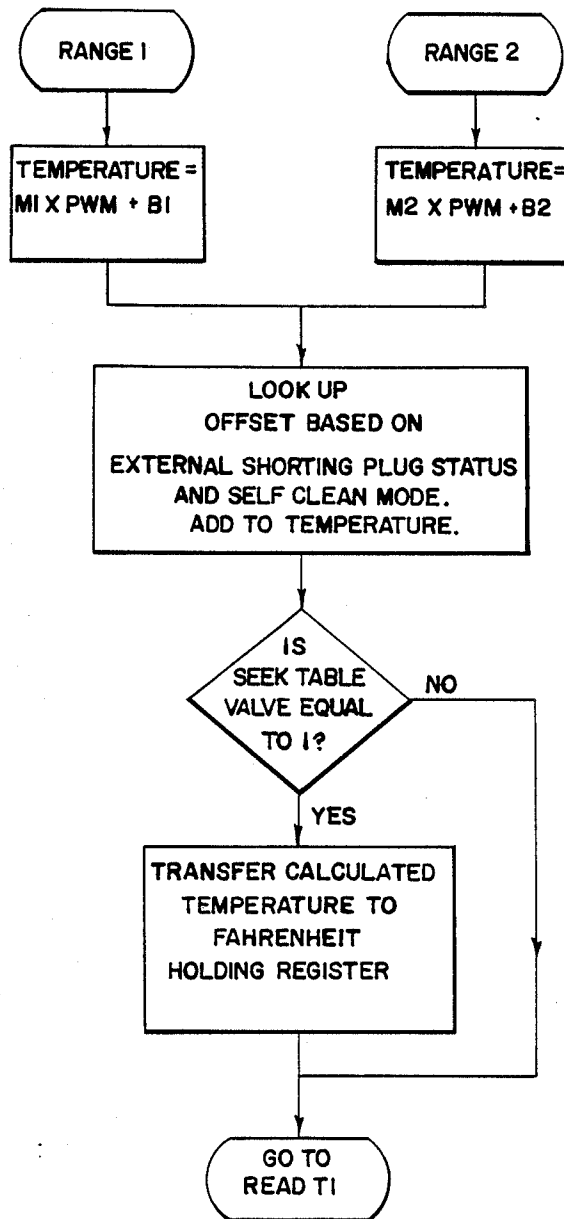 RANGE 1
RANGE 2
TEMPERATURE =
M1 X PWM + B1
TEMPERATURE=
M2 X PWM +B2
LOOK UP
OFFSET BASED ON
EXTERNAL SHORTING PLUG STATUS
AND SELF CLEAN MODE.
ADD TO TEMPERATURE.
IS
SEEK TABLE
VALVE EQUAL
TO 1?
NO
YES
TRANSFER CALCULATED
TEMPERATURE TO
FAHRENHEIT
HOLDING REGISTER
GO TO
READ T1